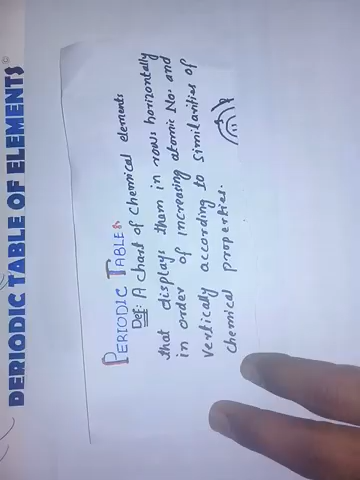 PERIODIC TABLE OF ELEMENTS
PERIODIC TABLE
Def: A chart of chemical elements
that displays them in rows horizontally
in order of increasing atomic No. and
vertically according to similarities of
chemical properties.